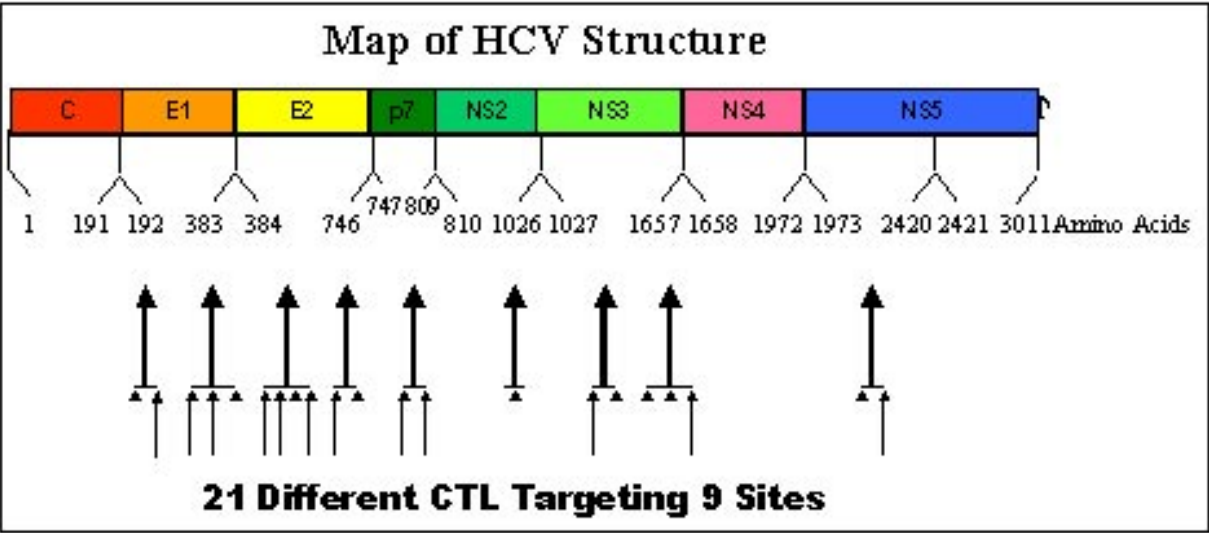 Map of HCV Structure
C E1 E2 p7 NS2 NS3 NS4 NS5
1 191 192 383 384 746 747 809 810 1026 1027 1657 1658 1972 1973 2420 2421 3011 Amino Acids
21 Different CTL Targeting 9 Sites